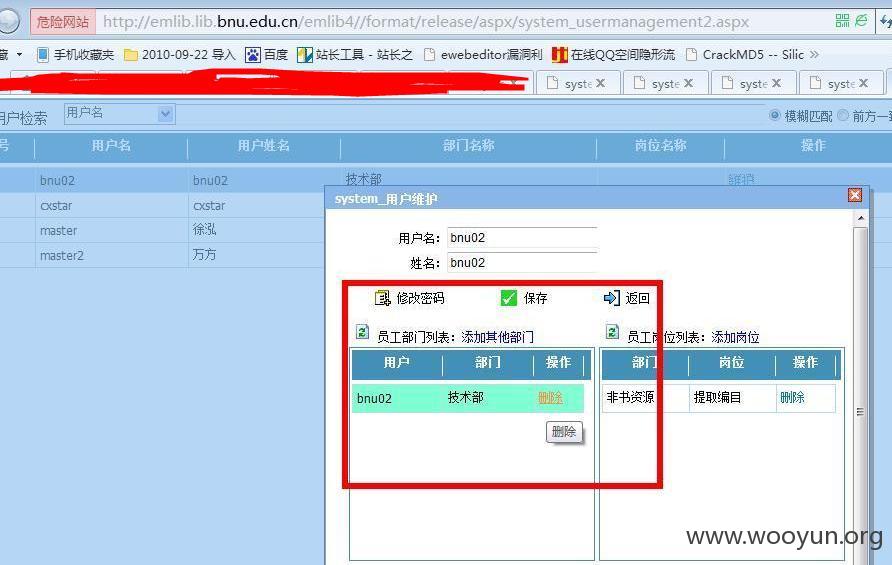 危险网站 http://emlib.lib.bnu.edu.cn/emlib4//format/release/aspx/system_usermanagement2.aspx
藏 手机收藏夹 2010-09-22 导入 百度 站长工具 - 站长之 ewebeditor漏洞利 在线QQ空间隐形流 CrackMD5 -- Silic »
syste syste syste syste
用户检索 用户名 模糊匹配 前方一致
号 用户名 用户姓名 部门名称 岗位名称 操作
bnu02 bnu02 技术部 维护
cxstar cxstar
master 徐泓
master2 万方
system_用户维护
用户名: bnu02
姓名: bnu02
修改密码 保存 返回
员工部门列表: 添加其他部门 员工岗位列表: 添加岗位
用户 部门 操作 部门 岗位 操作
bnu02 技术部 删除 非书资源 提取编目 删除
删除
www.wooyun.org